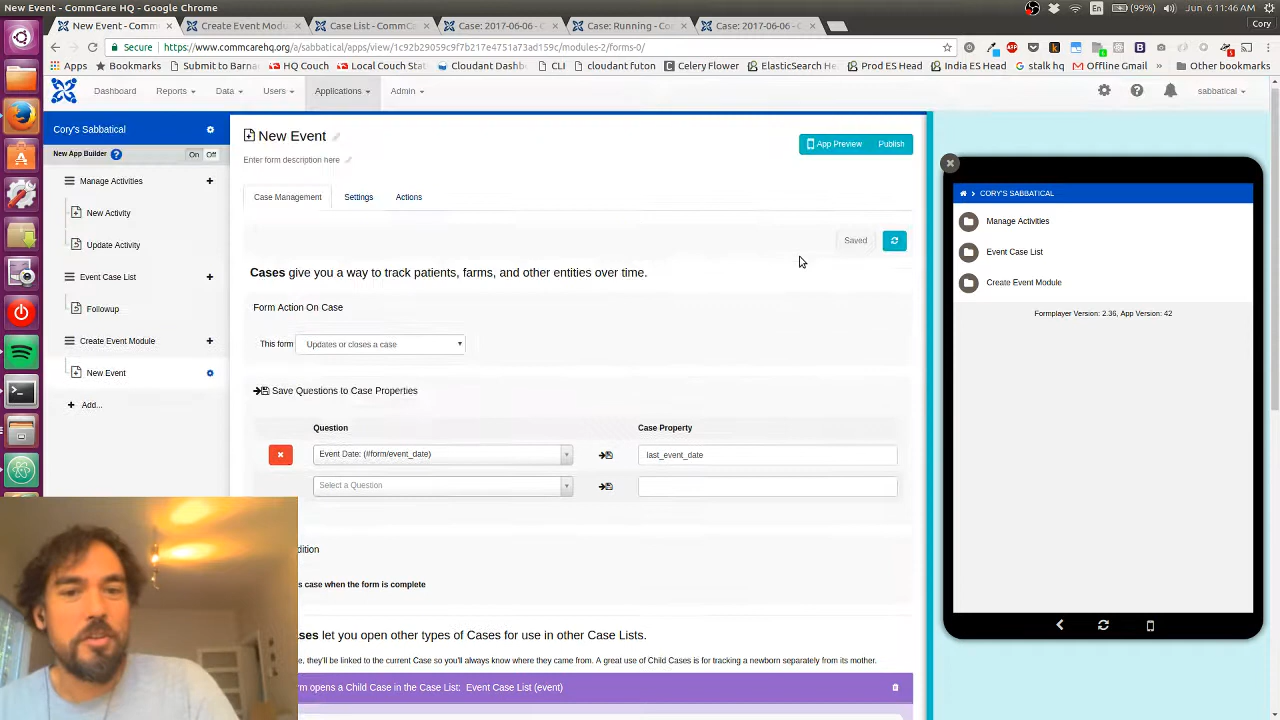 New Event - CommCare HQ - Google Chrome
En (99%) Jun 6 11:46 AM Cory
New Event - Comm
Create Event Modu
Case List - CommC
Case: 2017-06-06 -
Case: Running - Co
Case: 2017-06-06 -
Secure https://www.commcarehq.org/a/sabbatical/apps/view/1c92b29059c9f7b217e4751a73ad159c/modules-2/forms-0/
Apps Bookmarks Submit to Barna HQ Couch Local Couch Stat Cloudant Dashbo CLI cloudant futon Celery Flower ElasticSearch Prod ES Head India ES Head stalk hq Offline Gmail Other bookmarks
Dashboard Reports Data Users Applications Admin sabbatical
Cory's Sabbatical
New App Builder ? On Off
Manage Activities +
New Activity
Update Activity
Event Case List +
Followup
Create Event Module +
New Event
+ Add...
New Event
Enter form description here
App Preview Publish
Case Management Settings Actions
Saved
Cases give you a way to track patients, farms, and other entities over time.
Form Action On Case
This form Updates or closes a case
Save Questions to Case Properties
Question Case Property
Event Date: (#form/event_date) last_event_date
Select a Question
dition
s case when the form is complete
ses let you open other types of Cases for use in other Case Lists.
e, they'll be linked to the current Case so you'll always know where they came from. A great use of Child Cases is for tracking a newborn separately from its mother.
rm opens a Child Case in the Case List: Event Case List (event)
CORY'S SABBATICAL
Manage Activities
Event Case List
Create Event Module
Formplayer Version: 2.36, App Version: 42